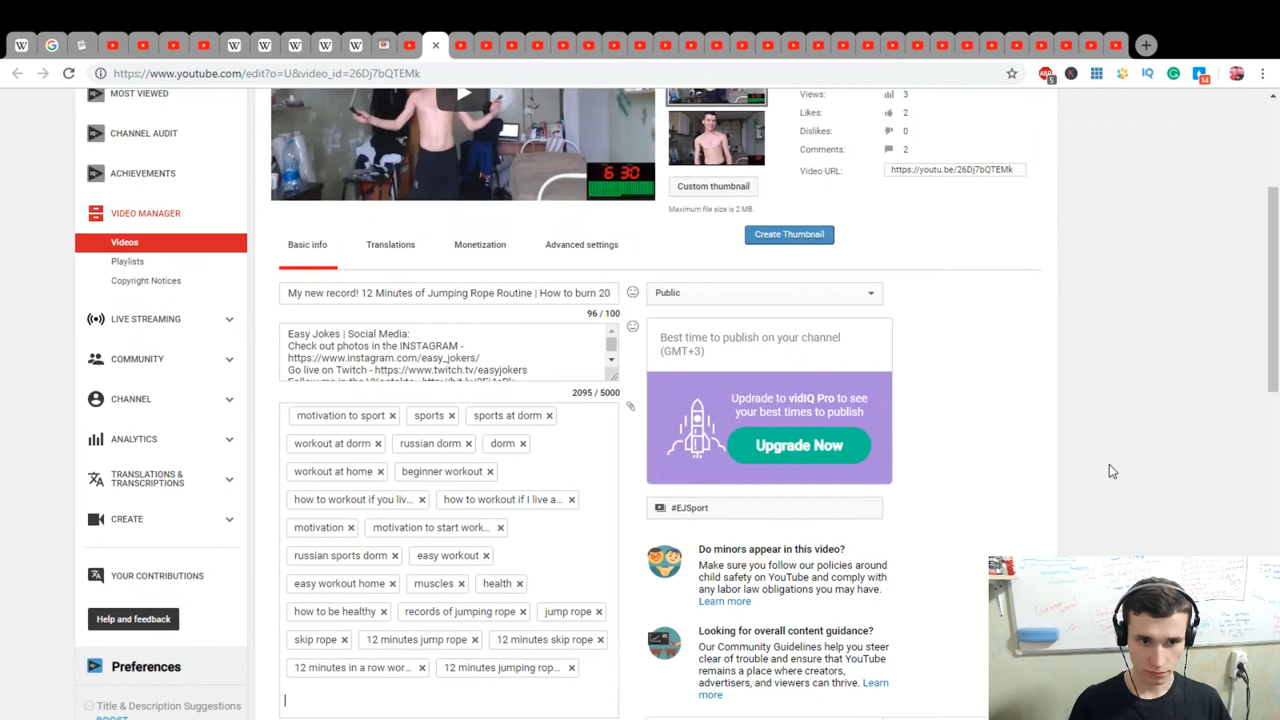 https://www.youtube.com/edit?o=U&video_id=26Dj7bQTEMk
5
14
MOST VIEWED
CHANNEL AUDIT
ACHIEVEMENTS
VIDEO MANAGER
Videos
Playlists
Copyright Notices
LIVE STREAMING
COMMUNITY
CHANNEL
ANALYTICS
TRANSLATIONS &
TRANSCRIPTIONS
CREATE
YOUR CONTRIBUTIONS
Help and feedback
Preferences
Title & Description Suggestions
BOOST
6 30
Custom thumbnail
Maximum file size is 2 MB.
Create Thumbnail
Views: 3
Likes: 2
Dislikes: 0
Comments: 2
Video URL: https://youtu.be/26Dj7bQTEMk
Basic info Translations Monetization Advanced settings
My new record! 12 Minutes of Jumping Rope Routine | How to burn 20
96 / 100
Easy Jokes | Social Media:
Check out photos in the INSTAGRAM -
https://www.instagram.com/easy_jokers/
Go live on Twitch - https://www.twitch.tv/easyjokers
2095 / 5000
motivation to sport sports sports at dorm
workout at dorm russian dorm dorm
workout at home beginner workout
how to workout if you liv... how to workout if I live a...
motivation motivation to start work...
russian sports dorm easy workout
easy workout home muscles health
how to be healthy records of jumping rope jump rope
skip rope 12 minutes jump rope 12 minutes skip rope
12 minutes in a row wor... 12 minutes jumping rop...
Public
Best time to publish on your channel
(GMT+3)
Updrade to vidIQ Pro to see
your best times to publish
Upgrade Now
#EJSport
Do minors appear in this video?
Make sure you follow our policies around
child safety on YouTube and comply with
any labor law obligations you may have.
Learn more
Looking for overall content guidance?
Our Community Guidelines help you steer
clear of trouble and ensure that YouTube
remains a place where creators,
advertisers, and viewers can thrive. Learn
more